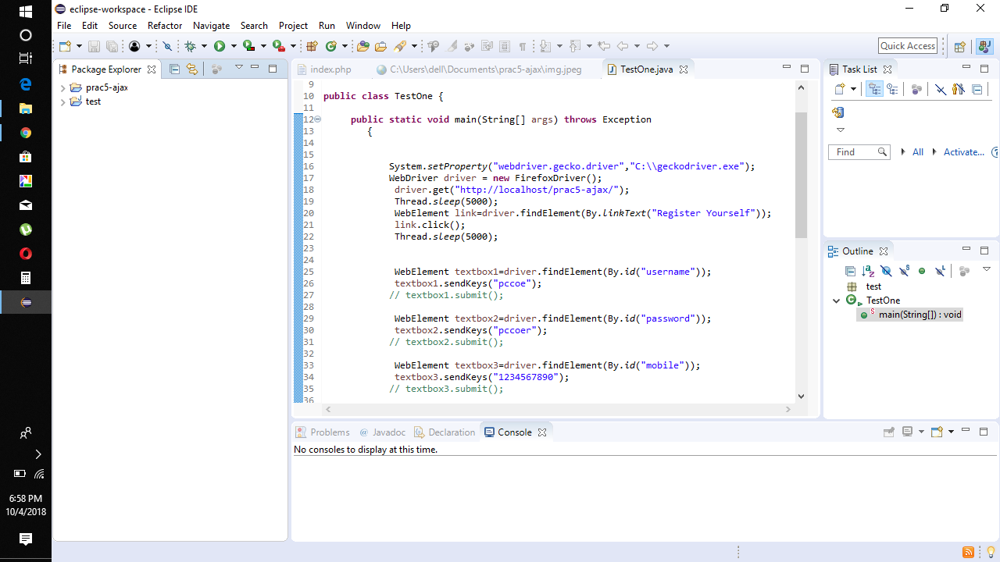 eclipse-workspace - Eclipse IDE
File Edit Source Refactor Navigate Search Project Run Window Help
Quick Access
Package Explorer
prac5-ajax
test
index.php C:\Users\dell\Documents\prac5-ajax\img.jpeg TestOne.java
9
10 public class TestOne {
11
12 public static void main(String[] args) throws Exception
13 {
14
15
16 System.setProperty("webdriver.gecko.driver","C:\\geckodriver.exe");
17 WebDriver driver = new FirefoxDriver();
18 driver.get("http://localhost/prac5-ajax/");
19 Thread.sleep(5000);
20 WebElement link=driver.findElement(By.linkText("Register Yourself"));
21 link.click();
22 Thread.sleep(5000);
23
24
25 WebElement textbox1=driver.findElement(By.id("username"));
26 textbox1.sendKeys("pccoe");
27 // textbox1.submit();
28
29 WebElement textbox2=driver.findElement(By.id("password"));
30 textbox2.sendKeys("pccoer");
31 // textbox2.submit();
32
33 WebElement textbox3=driver.findElement(By.id("mobile"));
34 textbox3.sendKeys("1234567890");
35 // textbox3.submit();
36
Task List
Find All Activate...
Outline
test
TestOne
main(String[]) : void
Problems Javadoc Declaration Console
No consoles to display at this time.
6:58 PM
10/4/2018